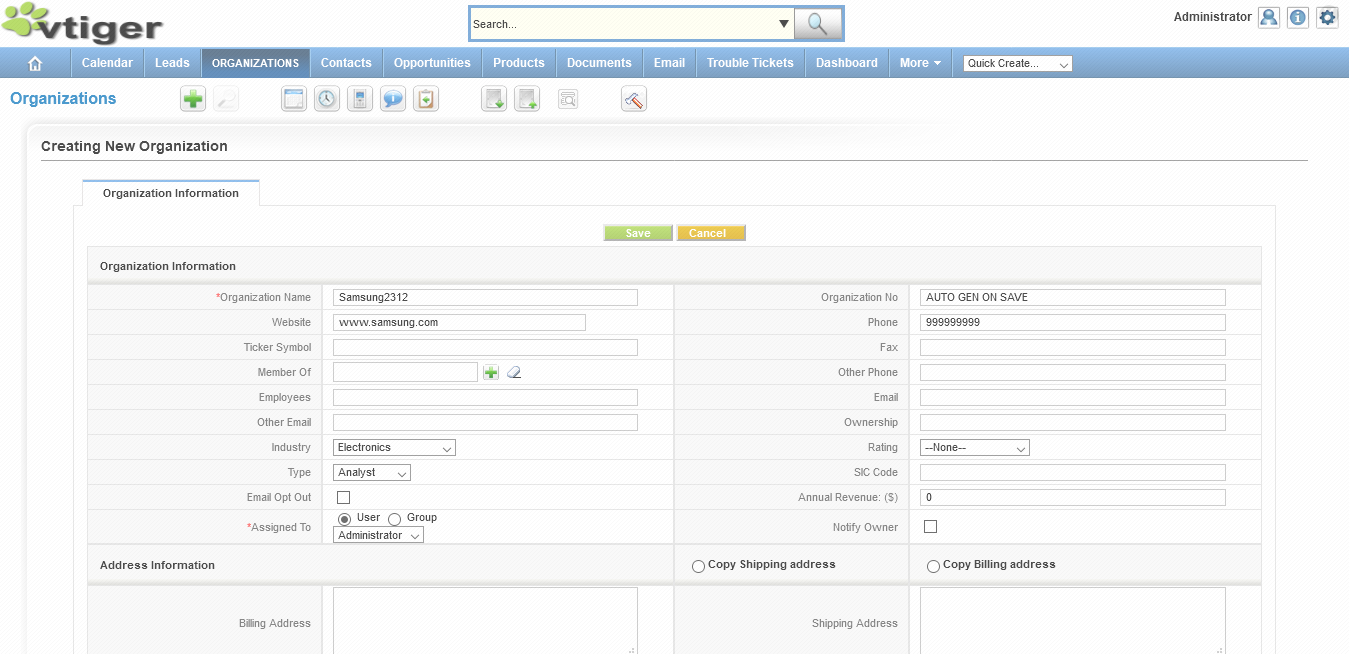 vtiger
Search...
Administrator
Calendar Leads ORGANIZATIONS Contacts Opportunities Products Documents Email Trouble Tickets Dashboard More Quick Create...
Organizations
Creating New Organization
Organization Information
Save Cancel
Organization Information
*Organization Name Samsung2312 Organization No AUTO GEN ON SAVE
Website www.samsung.com Phone 999999999
Ticker Symbol Fax
Member Of Other Phone
Employees Email
Other Email Ownership
Industry Electronics Rating --None--
Type Analyst SIC Code
Email Opt Out Annual Revenue: ($) 0
*Assigned To User Group Notify Owner
Administrator
Address Information Copy Shipping address Copy Billing address
Billing Address Shipping Address